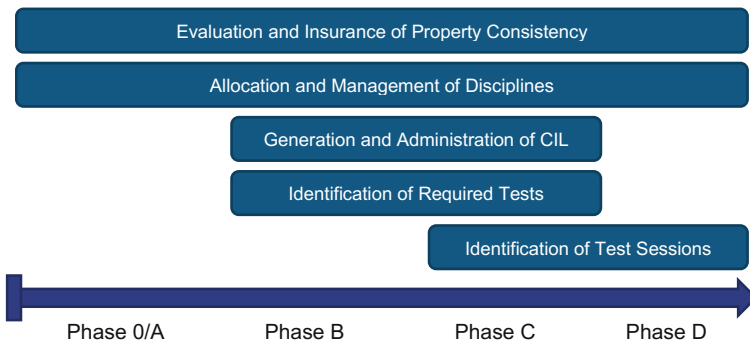 Evaluation and Insurance of Property Consistency
Allocation and Management of Disciplines
Generation and Administration of CIL
Identification of Required Tests
Identification of Test Sessions
Phase 0/A Phase B Phase C Phase D